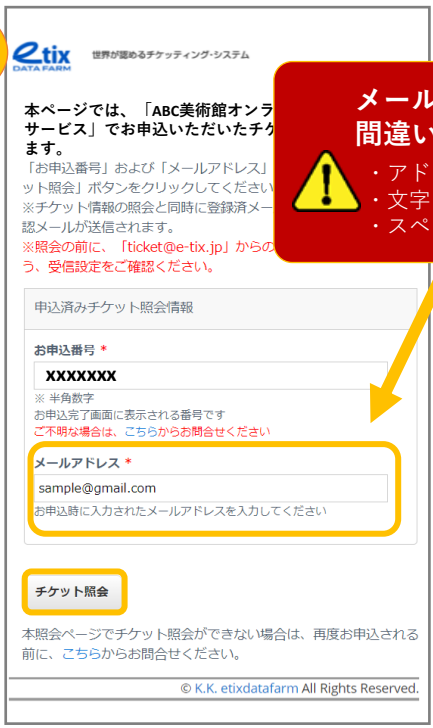 etix
DATA FARM
世界が認めるチケッティング·システム
本ページでは、「ABC美術館オンラ
サービス」でお申込いただいたチケ
ます。
「お申込番号」および「メールアドレス」
ット照会」ボタンをクリックしてください
※チケット情報の照会と同時に登録済メー
認メールが送信されます。
※照会の前に、「ticket@e-tix.jp」からの
う、受信設定をご確認ください。
メール
間違い
・アド
・文字
・スペ
申込済みチケット照会情報
お申込番号 *
XXXXXXX
※ 半角数字
お申込完了画面に表示される番号です
ご不明な場合は、こちらからお問合せください
メールアドレス *
sample@gmail.com
お申込時に入力されたメールアドレスを入力してください
チケット照会
本照会ページでチケット照会ができない場合は、再度お申込される
前に、こちらからお問合せください。
© K.K. etixdatafarm All Rights Reserved.